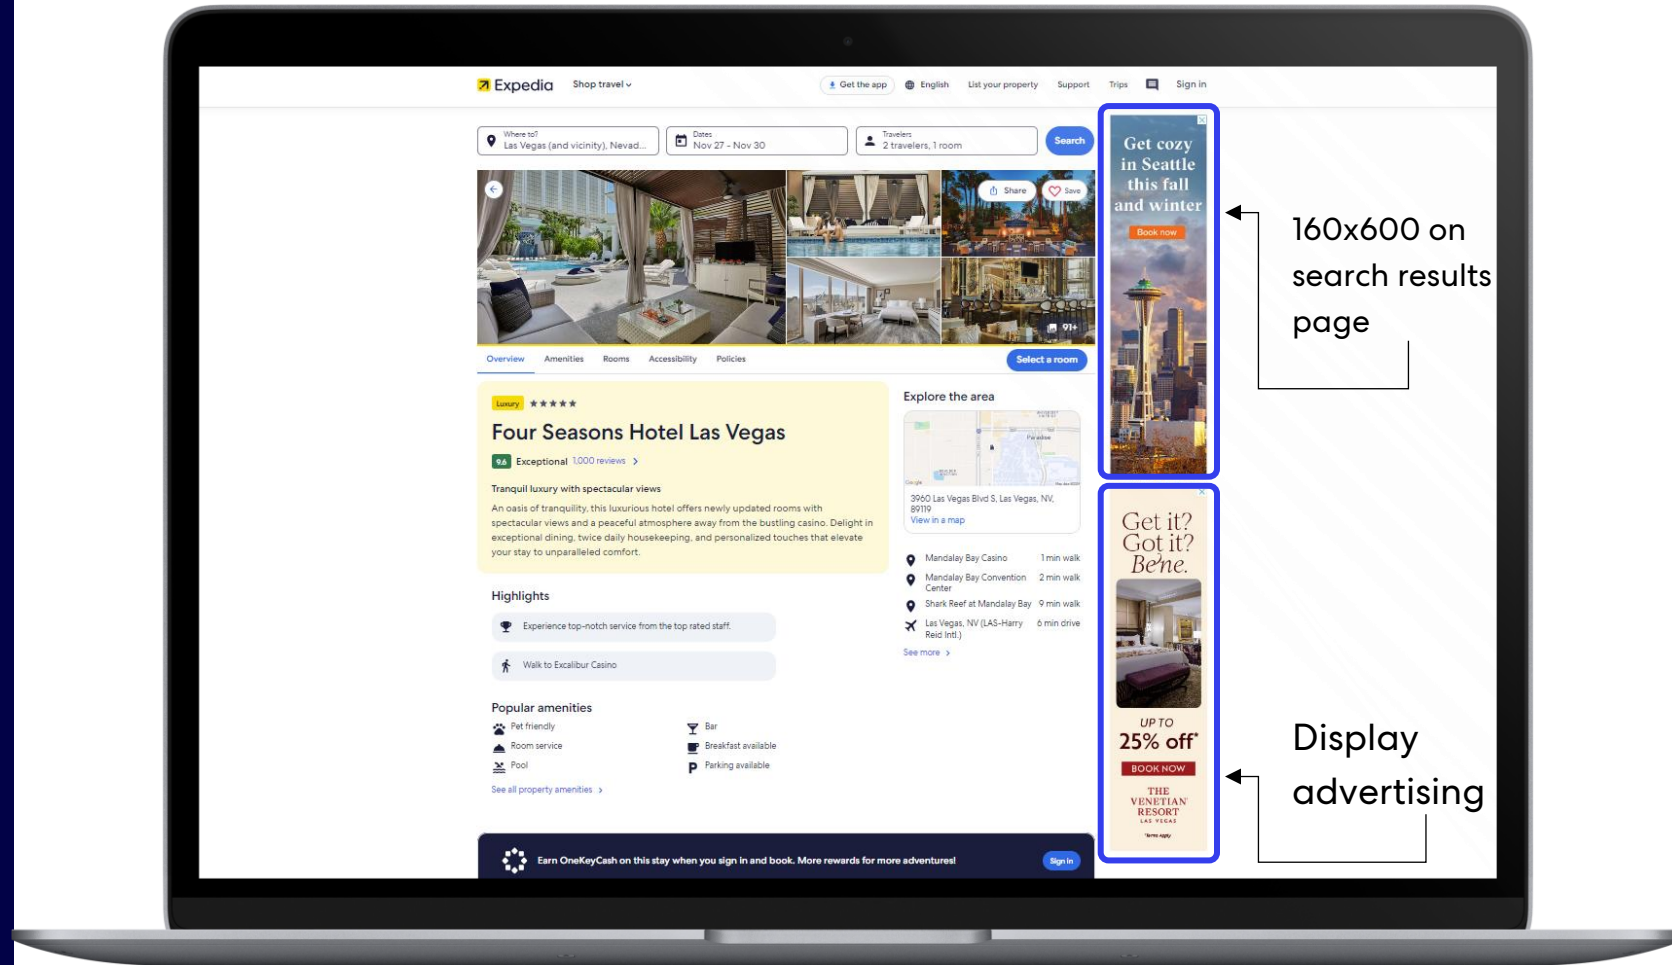 Expedia
Shop travel
Get the app
English
List your property
Support
Trips
Sign in
Where to?
Las Vegas (and vicinity), Nevad...
Dates
Nov 27 - Nov 30
Travelers
2 travelers, 1 room
Search
Share
Save
91+
Overview
Amenities
Rooms
Accessibility
Policies
Select a room
Luxury
Four Seasons Hotel Las Vegas
9.6 Exceptional 1,000 reviews
Tranquil luxury with spectacular views
An oasis of tranquility, this luxurious hotel offers newly updated rooms with
spectacular views and a peaceful atmosphere away from the bustling casino. Delight in
exceptional dining, twice daily housekeeping, and personalized touches that elevate
your stay to unparalleled comfort.
Highlights
Experience top-notch service from the top rated staff.
Walk to Excalibur Casino
Popular amenities
Pet friendly
Bar
Room service
Breakfast available
Pool
Parking available
See all property amenities
Explore the area
Paradise
Google
3960 Las Vegas Blvd S, Las Vegas, NV,
89119
View in a map
Mandalay Bay Casino 1 min walk
Mandalay Bay Convention 2 min walk
Center
Shark Reef at Mandalay Bay 9 min walk
Las Vegas, NV (LAS-Harry 6 min drive
Reid Intl.)
See more
Earn OneKeyCash on this stay when you sign in and book. More rewards for more adventures!
Sign in
Get cozy
in Seattle
this fall
and winter
Book now
Get it?
Got it?
Bene.
UP TO
25% off*
BOOK NOW
THE
VENETIAN
RESORT
LAS VEGAS
*Terms apply
160x600 on
search results
page
Display
advertising